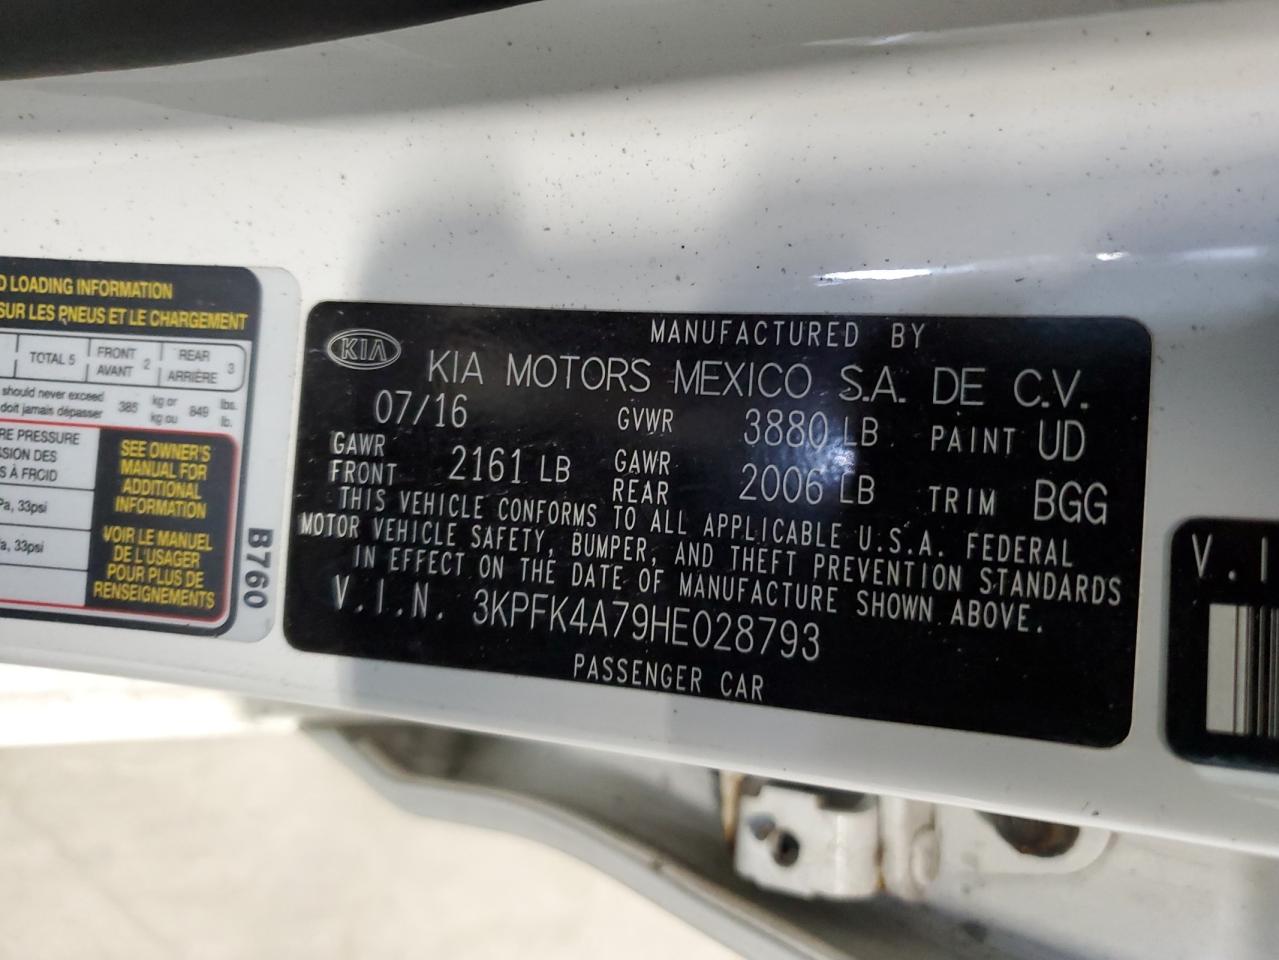 D LOADING INFORMATION
SUR LES PNEUS ET LE CHARGEMENT
TOTAL 5 FRONT AVANT 2 REAR ARRIÈRE 3
should never exceed
doit jamais dépasser 385 kg or kg ou 849 lbs. lb.
RE PRESSURE
SION DES
S À FROID
Pa, 33psi
a, 33psi
SEE OWNER'S
MANUAL FOR
ADDITIONAL
INFORMATION
VOIR LE MANUEL
DE L'USAGER
POUR PLUS DE
RENSEIGNEMENTS
B760
MANUFACTURED BY
KIA KIA MOTORS MEXICO S.A. DE C.V.
07/16 GVWR 3880 LB PAINT UD
GAWR FRONT 2161 LB GAWR REAR 2006 LB TRIM BGG
THIS VEHICLE CONFORMS TO ALL APPLICABLE U.S.A. FEDERAL
MOTOR VEHICLE SAFETY, BUMPER, AND THEFT PREVENTION STANDARDS
IN EFFECT ON THE DATE OF MANUFACTURE SHOWN ABOVE.
V.I.N. 3KPFK4A79HE028793
PASSENGER CAR
V.I